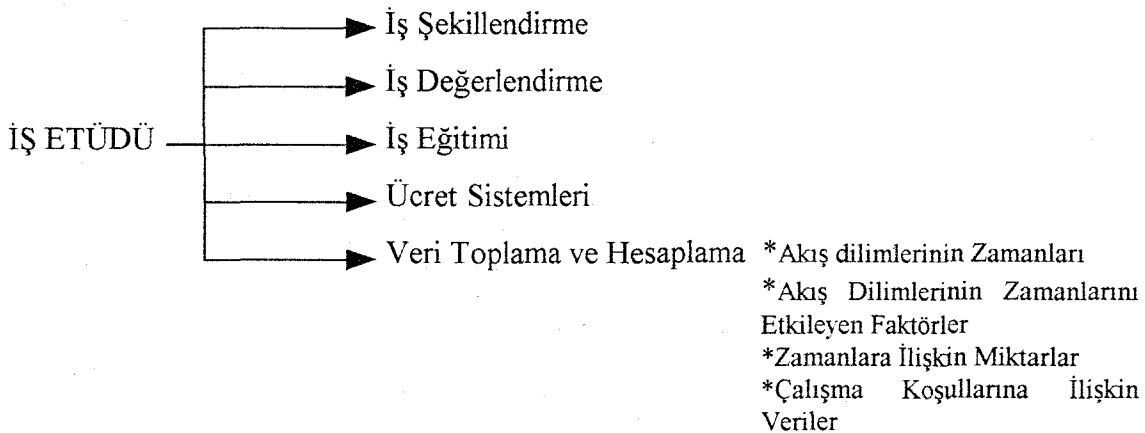 İş Şekillendirme
İş Değerlendirme
İŞ ETÜDÜ
İş Eğitimi
Ücret Sistemleri
Veri Toplama ve Hesaplama *Akış dilimlerinin Zamanları
*Akış Dilimlerinin Zamanlarını
Etkileyen Faktörler
*Zamanlara İlişkin Miktarlar
*Çalışma Koşullarına İlişkin
Veriler